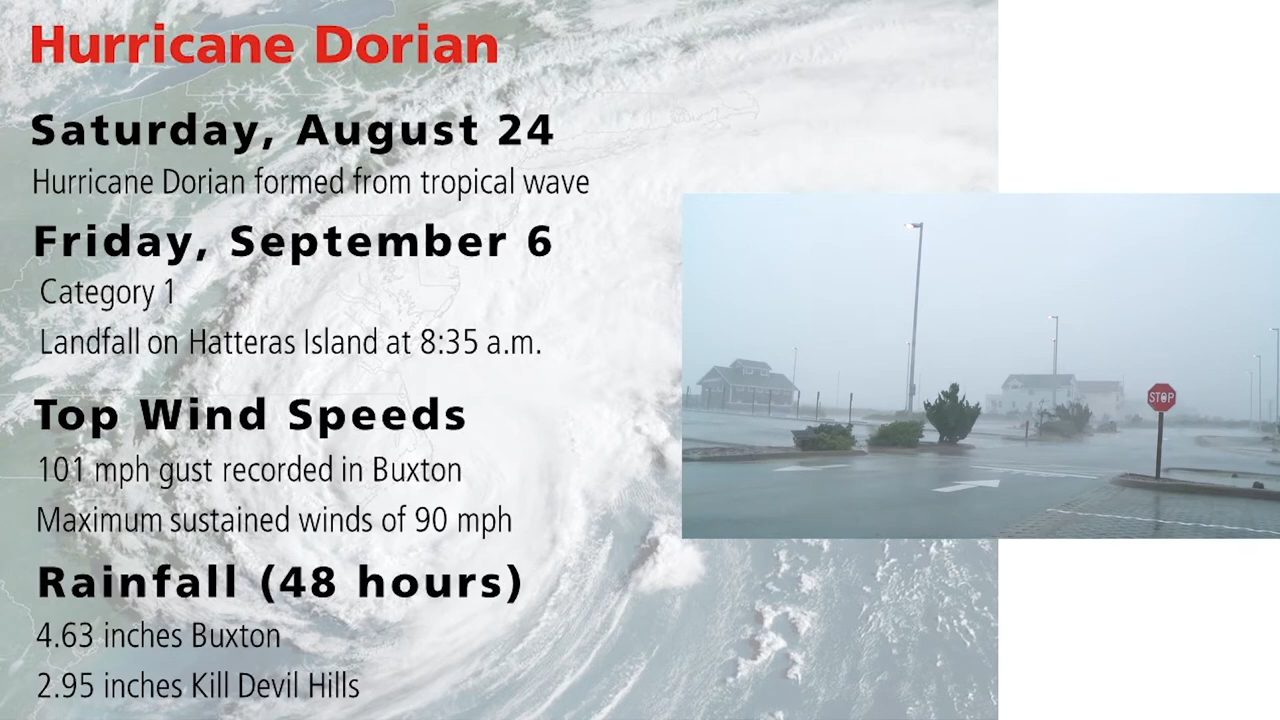 Hurricane Dorian
Saturday, August 24
Hurricane Dorian formed from tropical wave
Friday, September 6
Category 1
Landfall on Hatteras Island at 8:35 a.m.
Top Wind Speeds
101 mph gust recorded in Buxton
Maximum sustained winds of 90 mph
Rainfall (48 hours)
4.63 inches Buxton
2.95 inches Kill Devil Hills
STOP